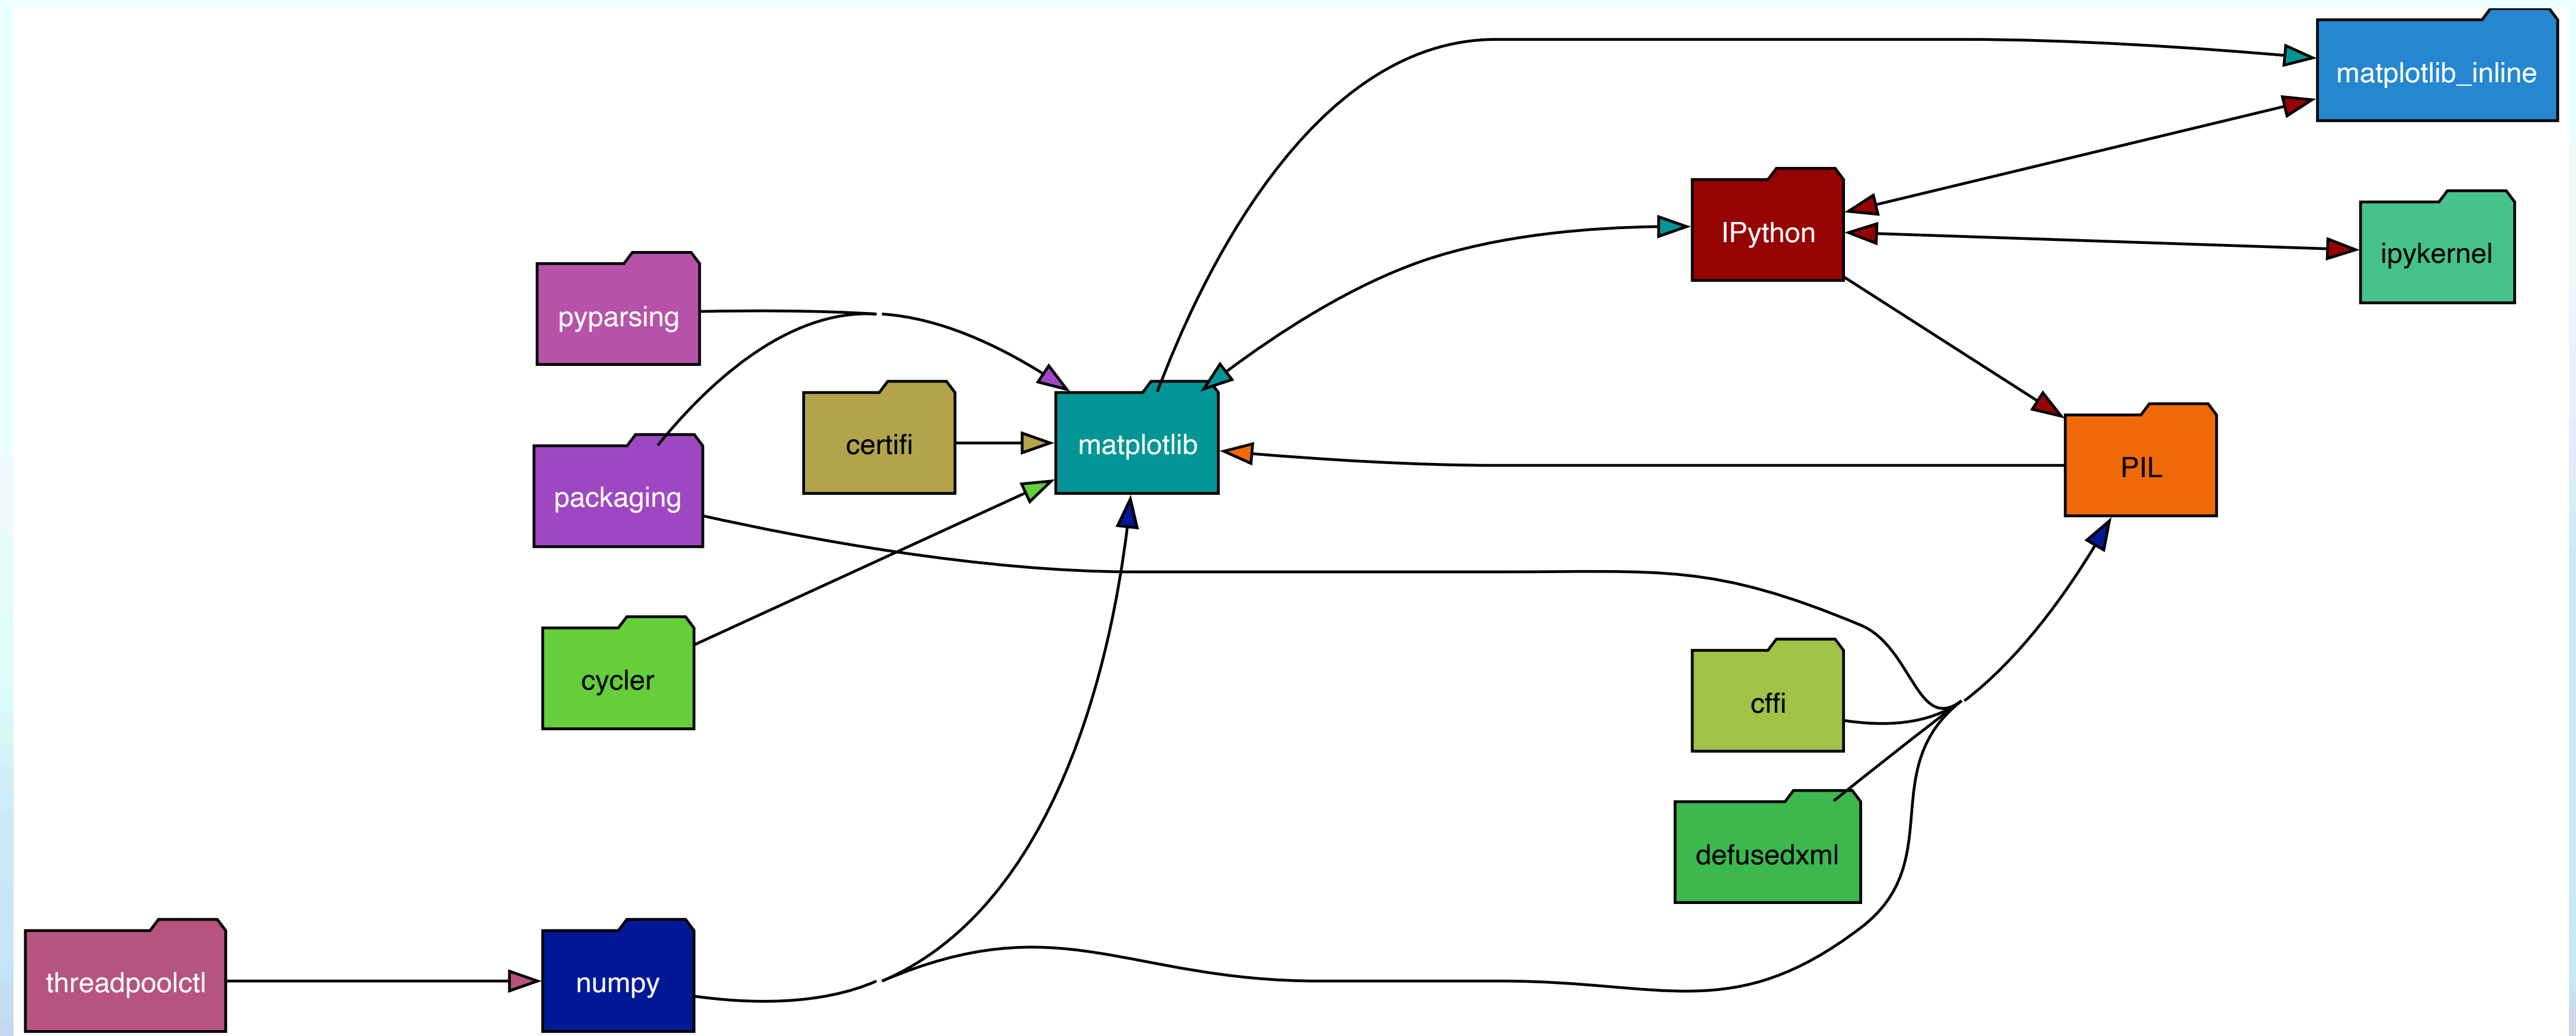 matplotlib_inline
IPython
ipykernel
pyparsing
certifi
matplotlib
PIL
packaging
cycler
cffi
defusedxml
threadpoolctl
numpy